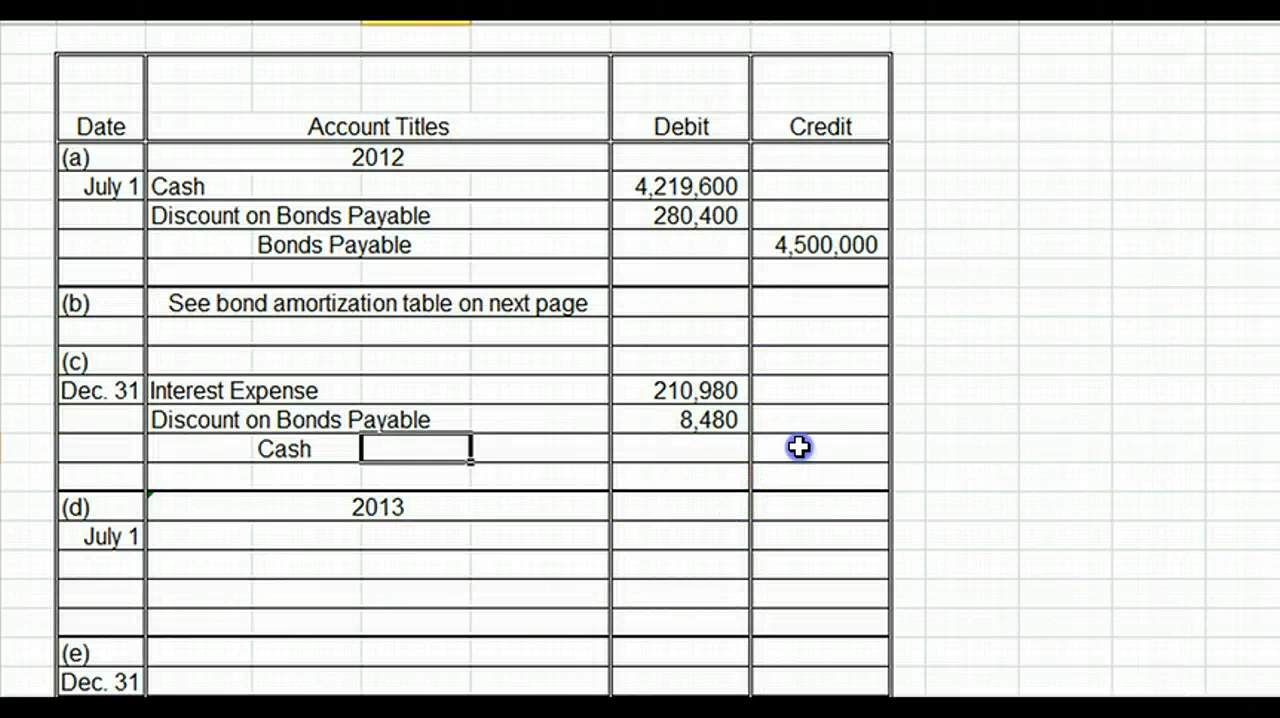 Date Account Titles Debit Credit
(a) 2012
July 1 Cash 4,219,600
Discount on Bonds Payable 280,400
Bonds Payable 4,500,000
(b) See bond amortization table on next page
(c)
Dec. 31 Interest Expense 210,980
Discount on Bonds Payable 8,480
Cash
(d) 2013
July 1
(e)
Dec. 31